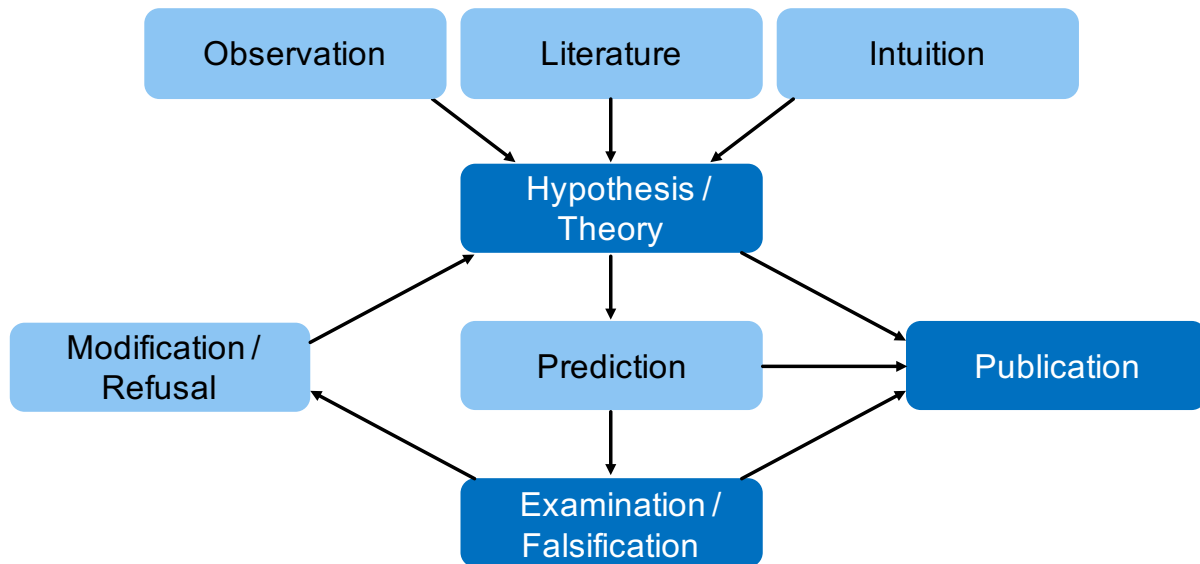 Observation
Literature
Intuition
Hypothesis /
Theory
Modification /
Refusal
Prediction
Publication
Examination /
Falsification